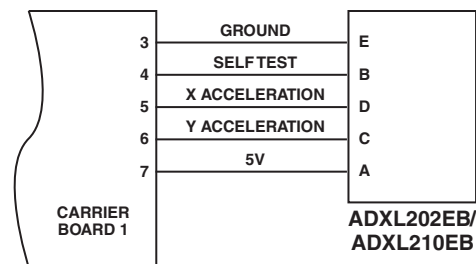 3 GROUND E
4 SELF TEST B
5 X ACCELERATION D
6 Y ACCELERATION C
7 5V A
CARRIER
BOARD 1
ADXL202EB/
ADXL210EB